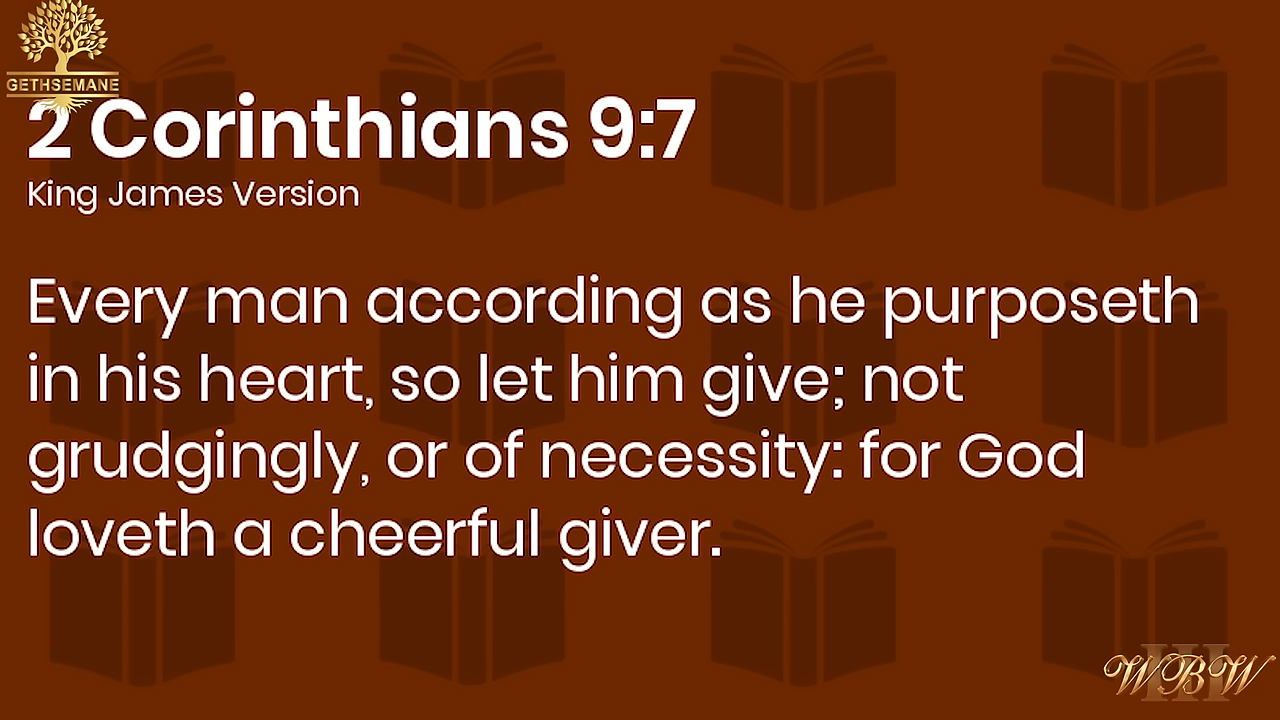 GETHSEMANE
2 Corinthians 9:7
King James Version
Every man according as he purposeth
in his heart, so let him give; not
grudgingly, or of necessity: for God
loveth a cheerful giver.
WBW
III